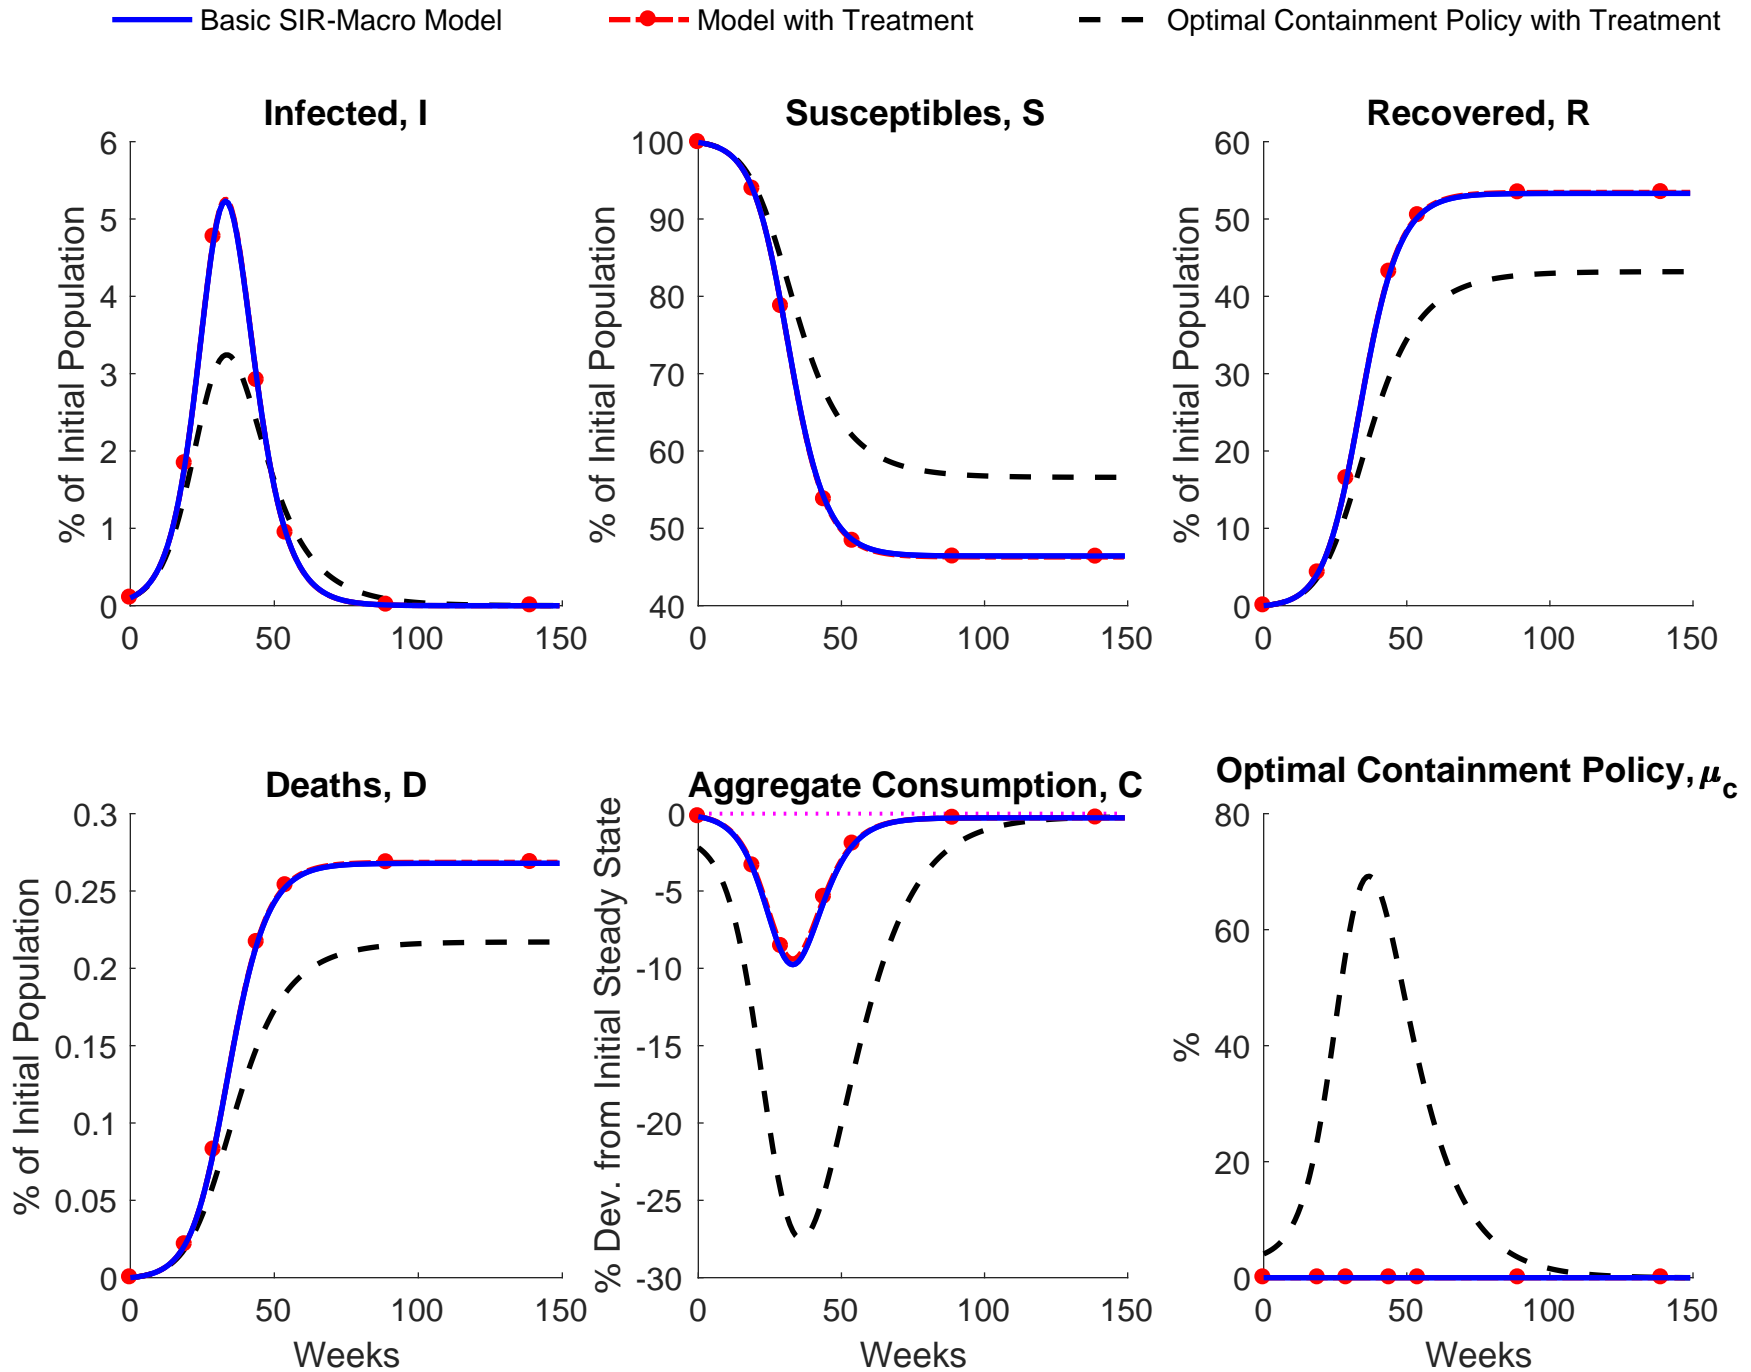 Basic SIR-Macro Model
Model with Treatment
Optimal Containment Policy with Treatment
Infected, I
% of Initial Population
6
5
4
3
2
1
0
0 50 100 150
Susceptibles, S
% of Initial Population
100
90
80
70
60
50
40
0 50 100 150
Recovered, R
% of Initial Population
60
50
40
30
20
10
0
0 50 100 150
Deaths, D
% of Initial Population
0.3
0.25
0.2
0.15
0.1
0.05
0
0 50 100 150
Weeks
Aggregate Consumption, C
% Dev. from Initial Steady State
0
-5
-10
-15
-20
-25
-30
0 50 100 150
Weeks
Optimal Containment Policy, μc
%
80
60
40
20
0
0 50 100 150
Weeks